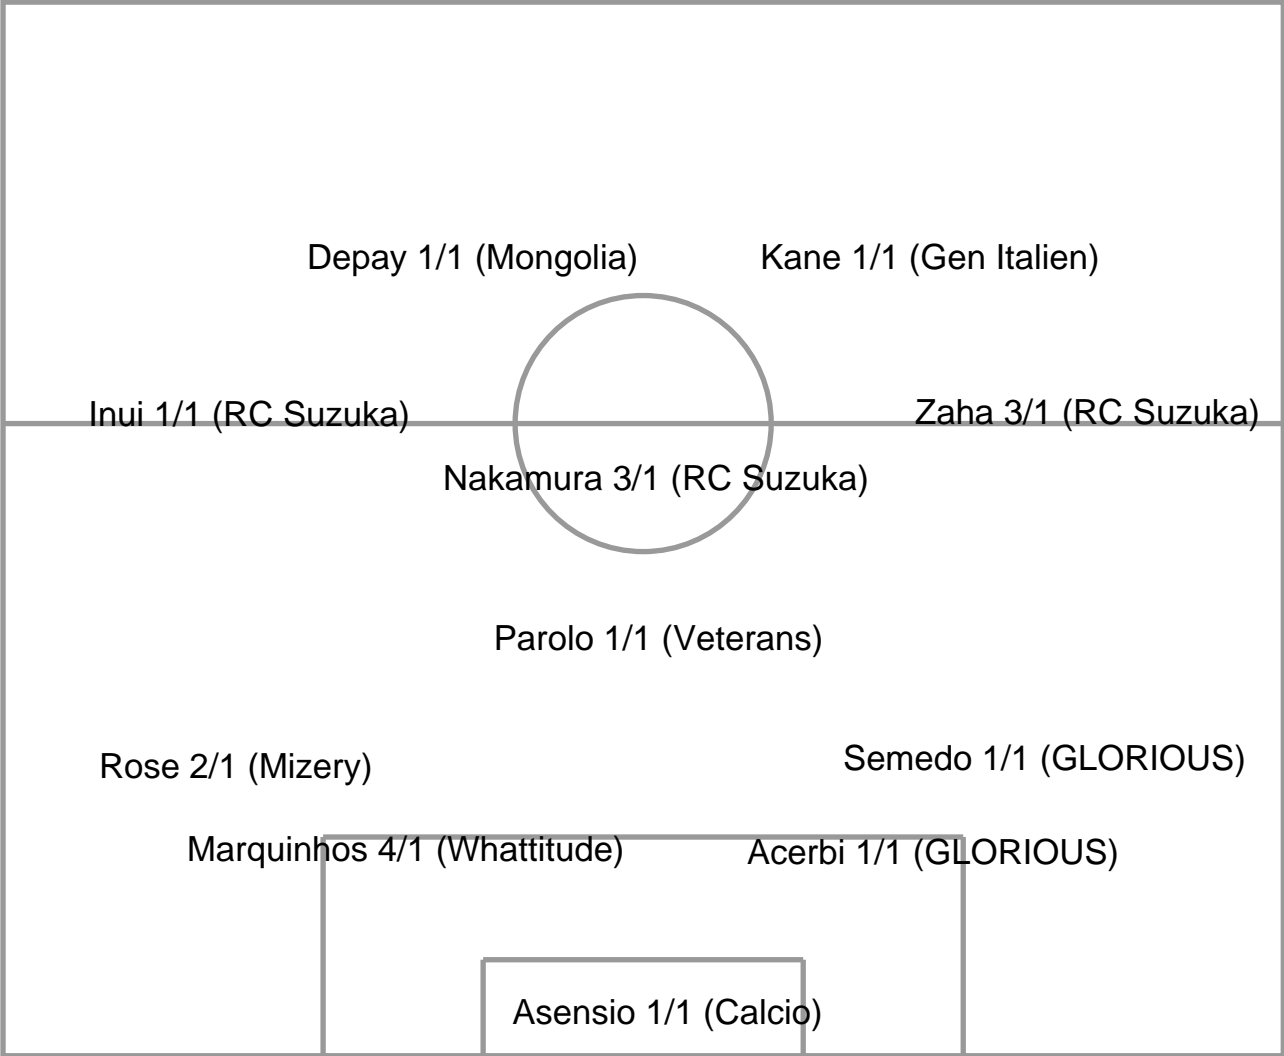 Depay 1/1 (Mongolia)
Kane 1/1 (Gen Italien)
Inui 1/1 (RC Suzuka)
Zaha 3/1 (RC Suzuka)
Nakamura 3/1 (RC Suzuka)
Parolo 1/1 (Veterans)
Rose 2/1 (Mizery)
Semedo 1/1 (GLORIOUS)
Marquinhos 4/1 (Whattitude)
Acerbi 1/1 (GLORIOUS)
Asensio 1/1 (Calcio)